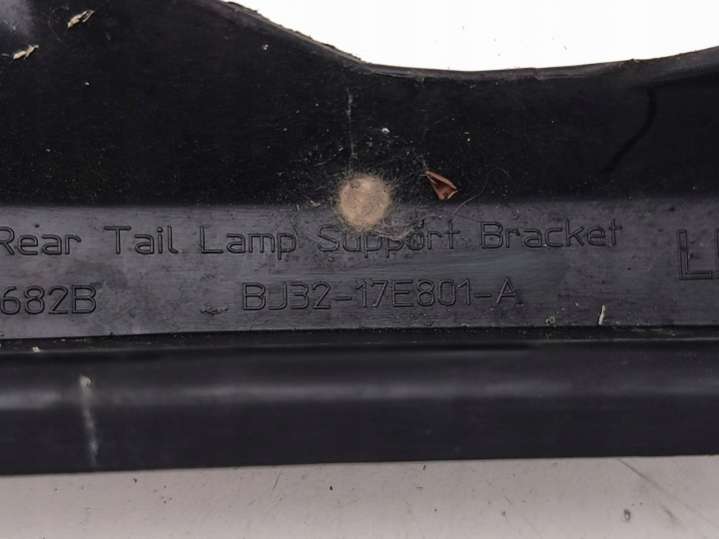 Rear Tail Lamp Support Bracket
682B BJ32-17E801-A